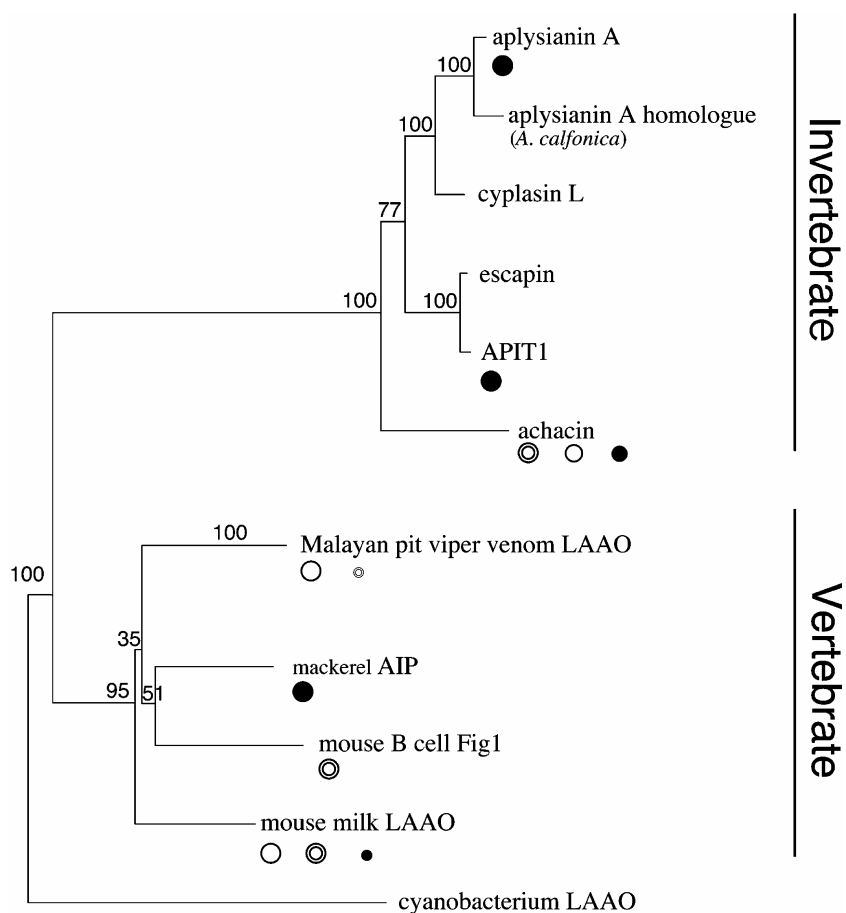 aplysianin A
100
aplysianin A homologue
(A. calfonica)
100
cyplasin L
77
escapin
100
100
APIT1
achacin
Invertebrate
100
Malayan pit viper venom LAAO
100
35
mackerel AIP
95
51
mouse B cell Fig1
mouse milk LAAO
Vertebrate
cyanobacterium LAAO